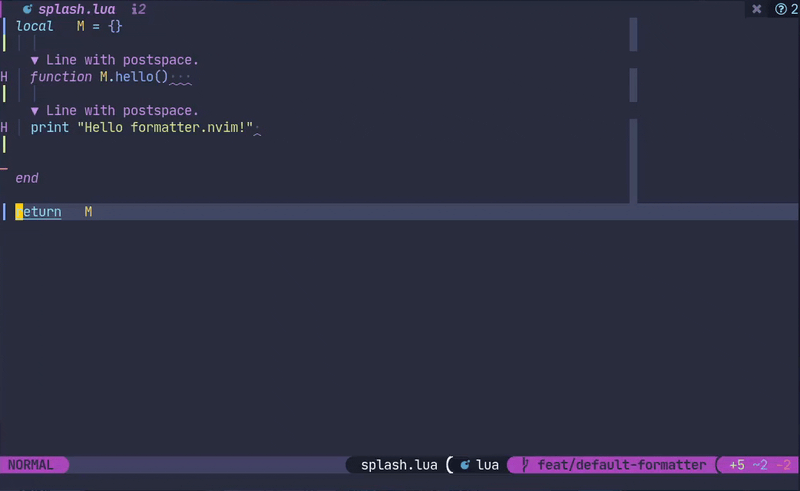 splash.lua i2 ✖ ? 2
local   M = {}
▼ Line with postspace.
H function M.hello()···
▼ Line with postspace.
H print "Hello formatter.nvim!"·
end
eturn   M
NORMAL splash.lua ( lua feat/default-formatter ( +5 ~2 -2